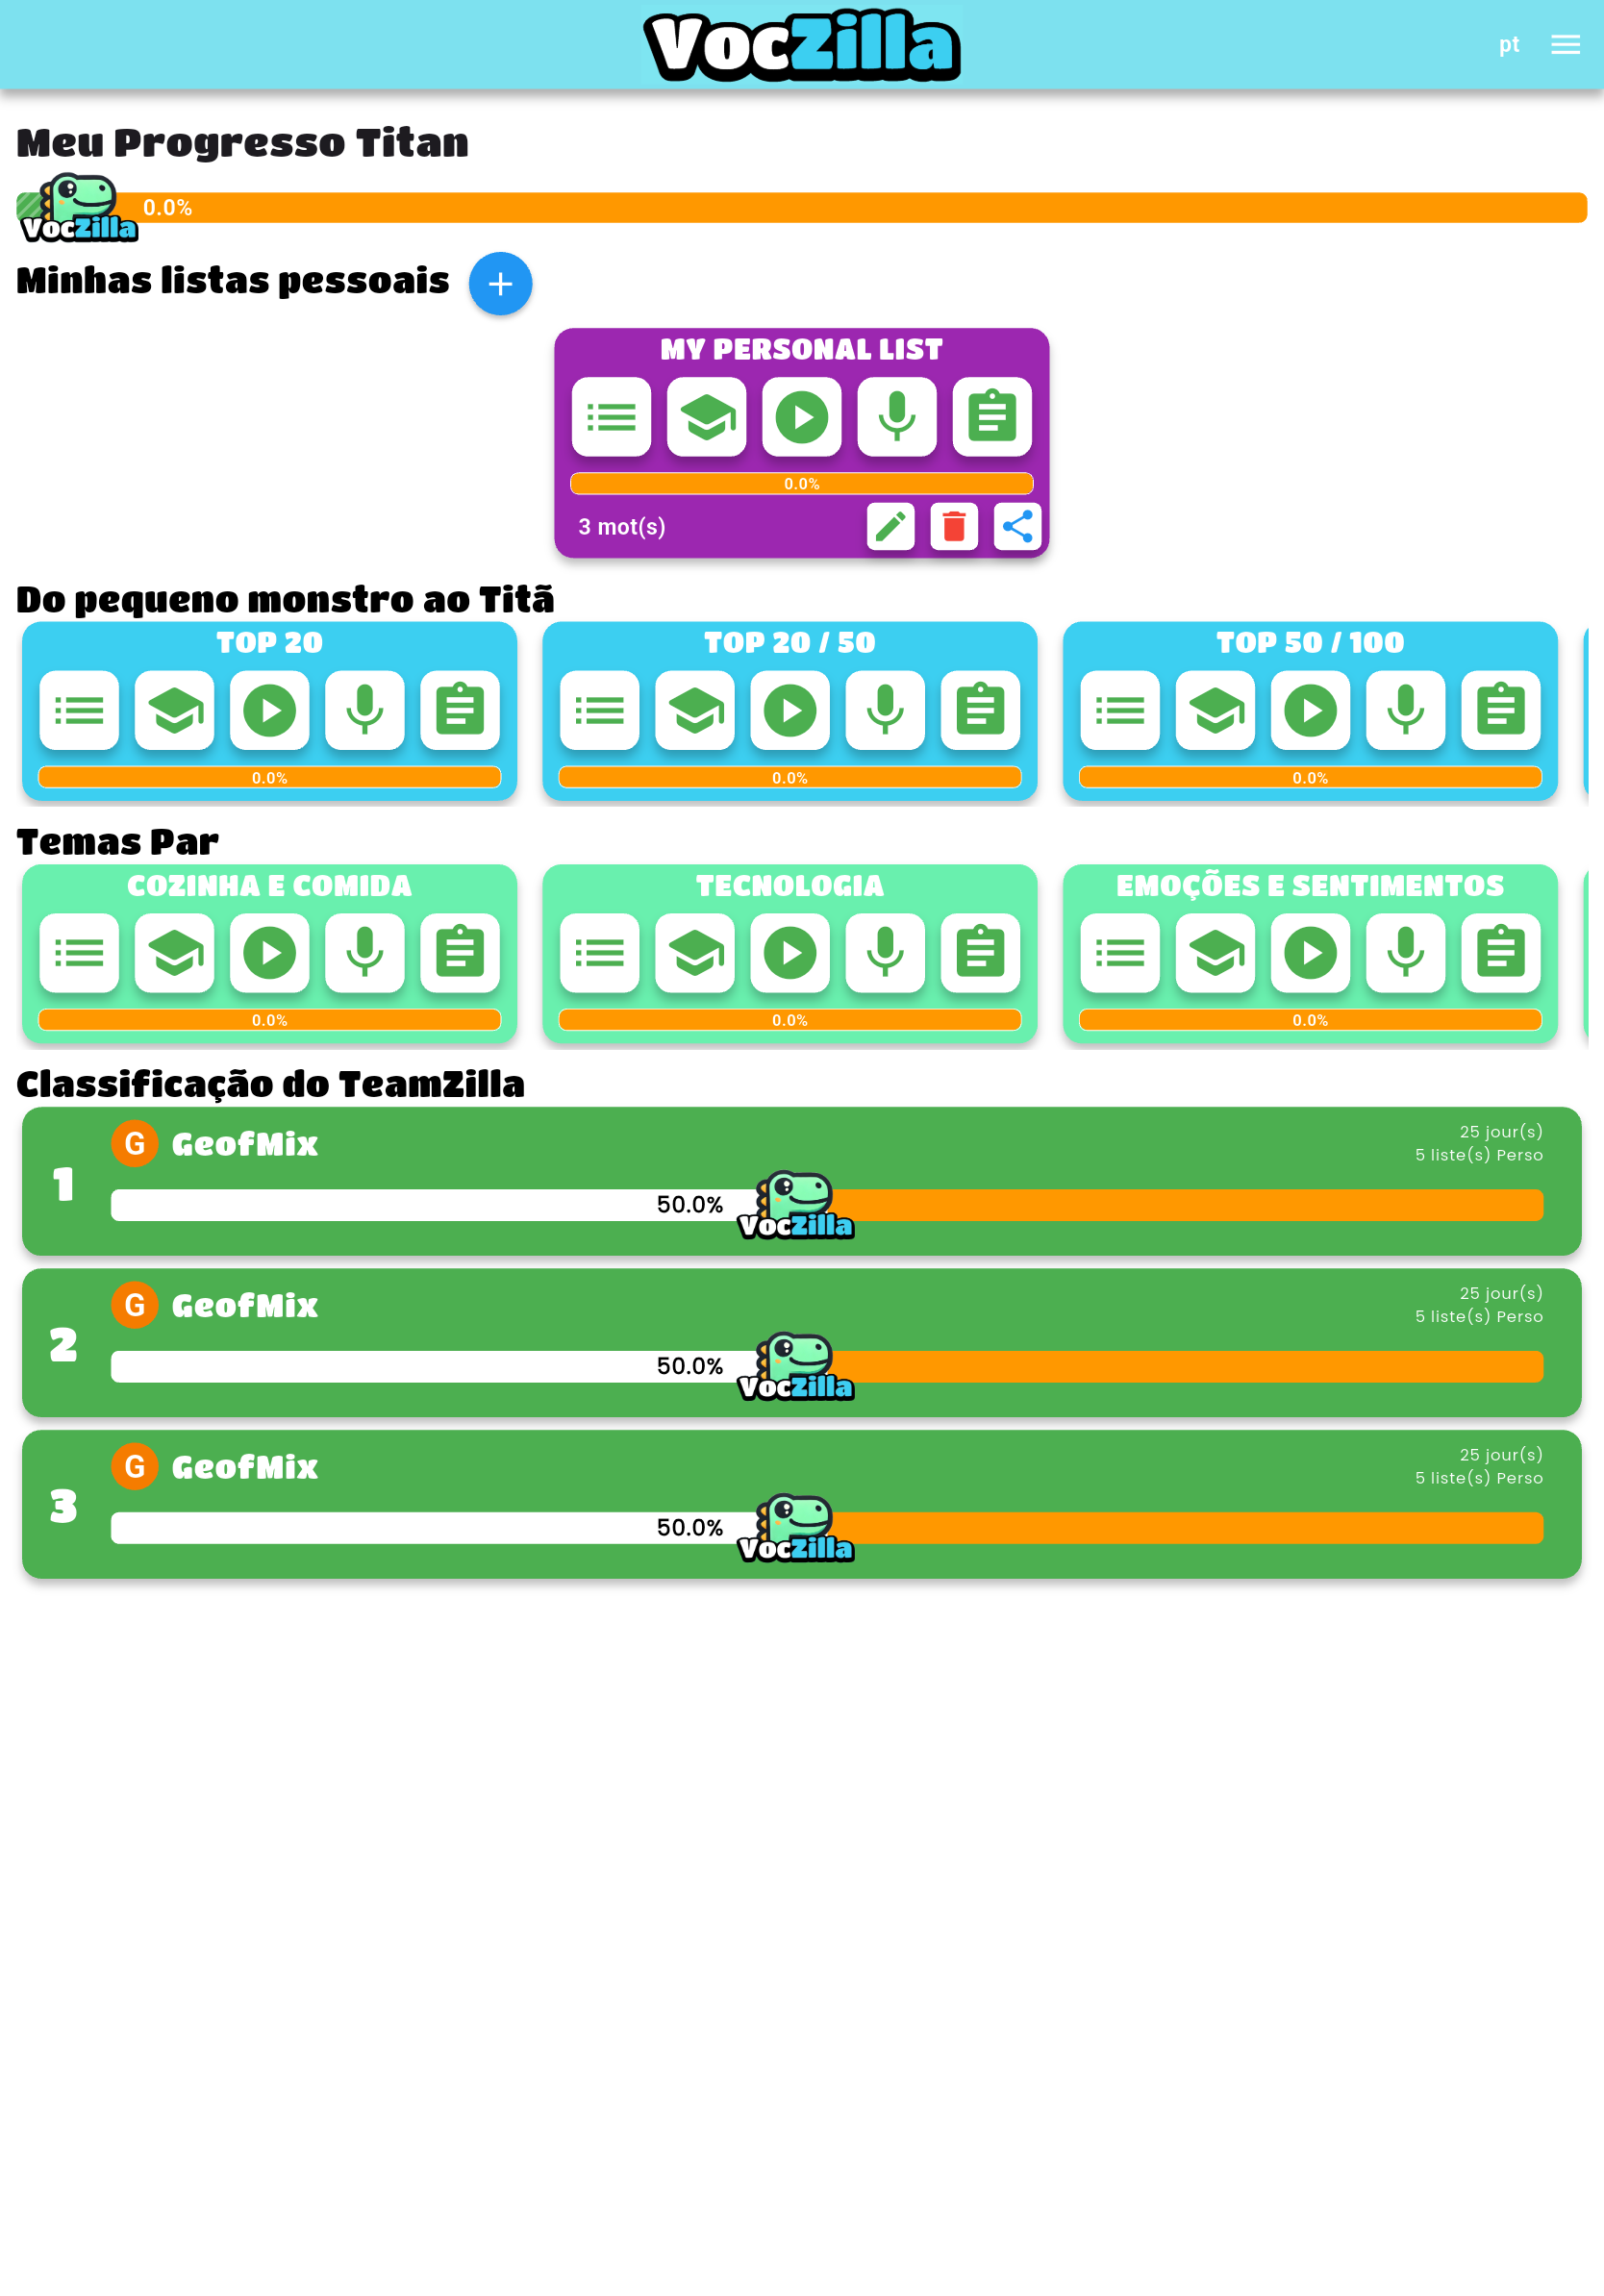 VocZilla
pt
Meu Progresso Titan
VocZilla
0.0%
Minhas listas pessoais
MY PERSONAL LIST
0.0%
3 mot(s)
Do pequeno monstro ao Titã
TOP 20
0.0%
TOP 20 / 50
0.0%
TOP 50 / 100
0.0%
Temas Par
COZINHA E COMIDA
0.0%
TECNOLOGIA
0.0%
EMOÇÕES E SENTIMENTOS
0.0%
Classificação do TeamZilla
1
G GeofMix
25 jour(s)
5 liste(s) Perso
50.0%
VocZilla
2
G GeofMix
25 jour(s)
5 liste(s) Perso
50.0%
VocZilla
3
G GeofMix
25 jour(s)
5 liste(s) Perso
50.0%
VocZilla